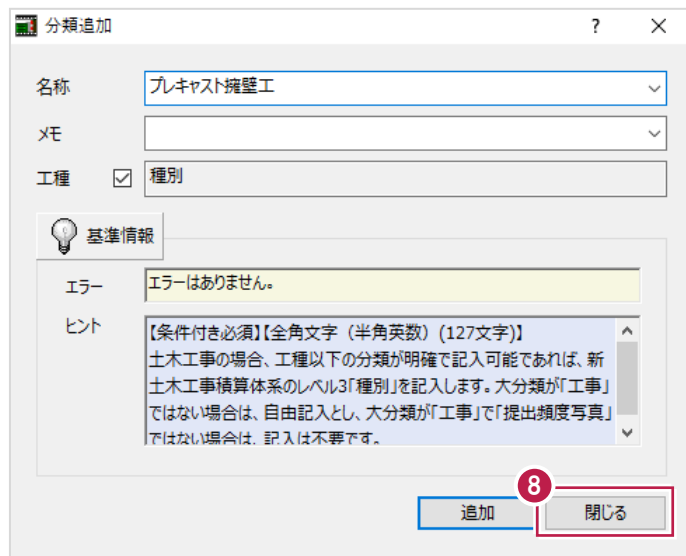 分類追加 ?
名称 プレキャスト擁壁工
メモ
工種 種別
基準情報
エラー エラーはありません。
ヒント 【条件付き必須】【全角文字（半角英数）(127文字)】
土木工事の場合、工種以下の分類が明確で記入可能であれば、新
土木工事積算体系のレベル3「種別」を記入します。大分類が「工事」
ではない場合は、自由記入とし、大分類が「工事」で「提出頻度写真」
ではない場合は、記入は不要です。
8
追加 閉じる